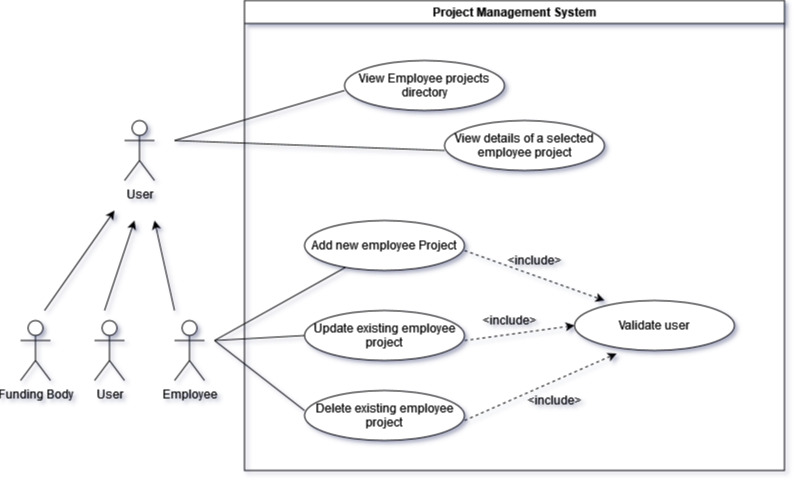 Project Management System
View Employee projects
directory
View details of a selected
employee project
User
Add new employee Project
<include>
Update existing employee
project
<include>
Validate user
Delete existing employee
project
<include>
Funding Body
User
Employee